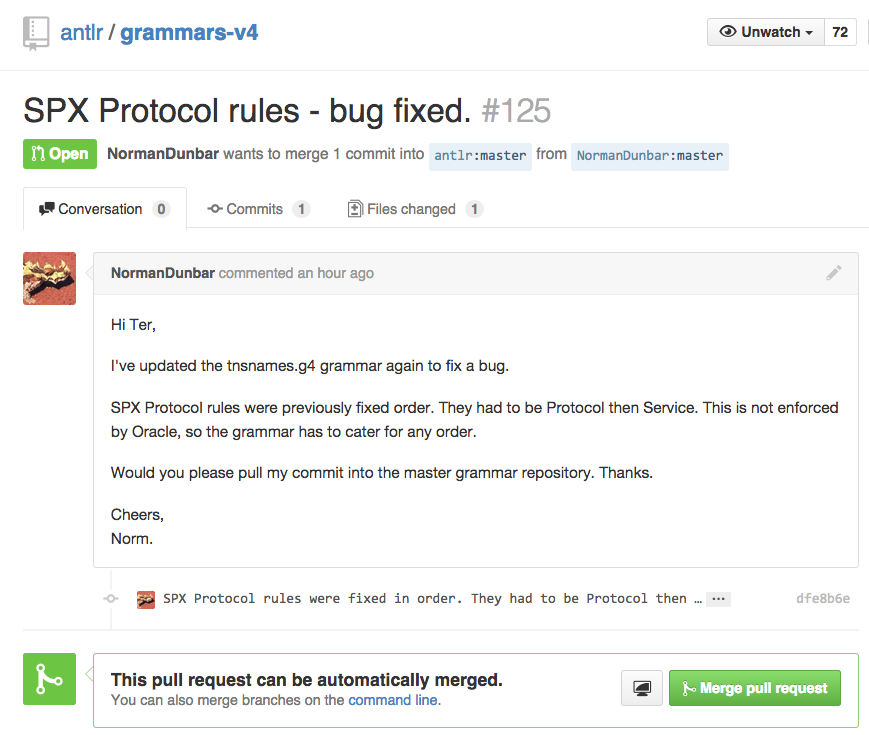 antlr / grammars-v4
Unwatch 72
SPX Protocol rules - bug fixed. #125
Open NormanDunbar wants to merge 1 commit into antlr:master from NormanDunbar:master
Conversation 0 Commits 1 Files changed 1
NormanDunbar commented an hour ago
Hi Ter,
I've updated the tnsnames.g4 grammar again to fix a bug.
SPX Protocol rules were previously fixed order. They had to be Protocol then Service. This is not enforced
by Oracle, so the grammar has to cater for any order.
Would you please pull my commit into the master grammar repository. Thanks.
Cheers,
Norm.
SPX Protocol rules were fixed in order. They had to be Protocol then … ... dfe8b6e
This pull request can be automatically merged.
You can also merge branches on the command line.
Merge pull request